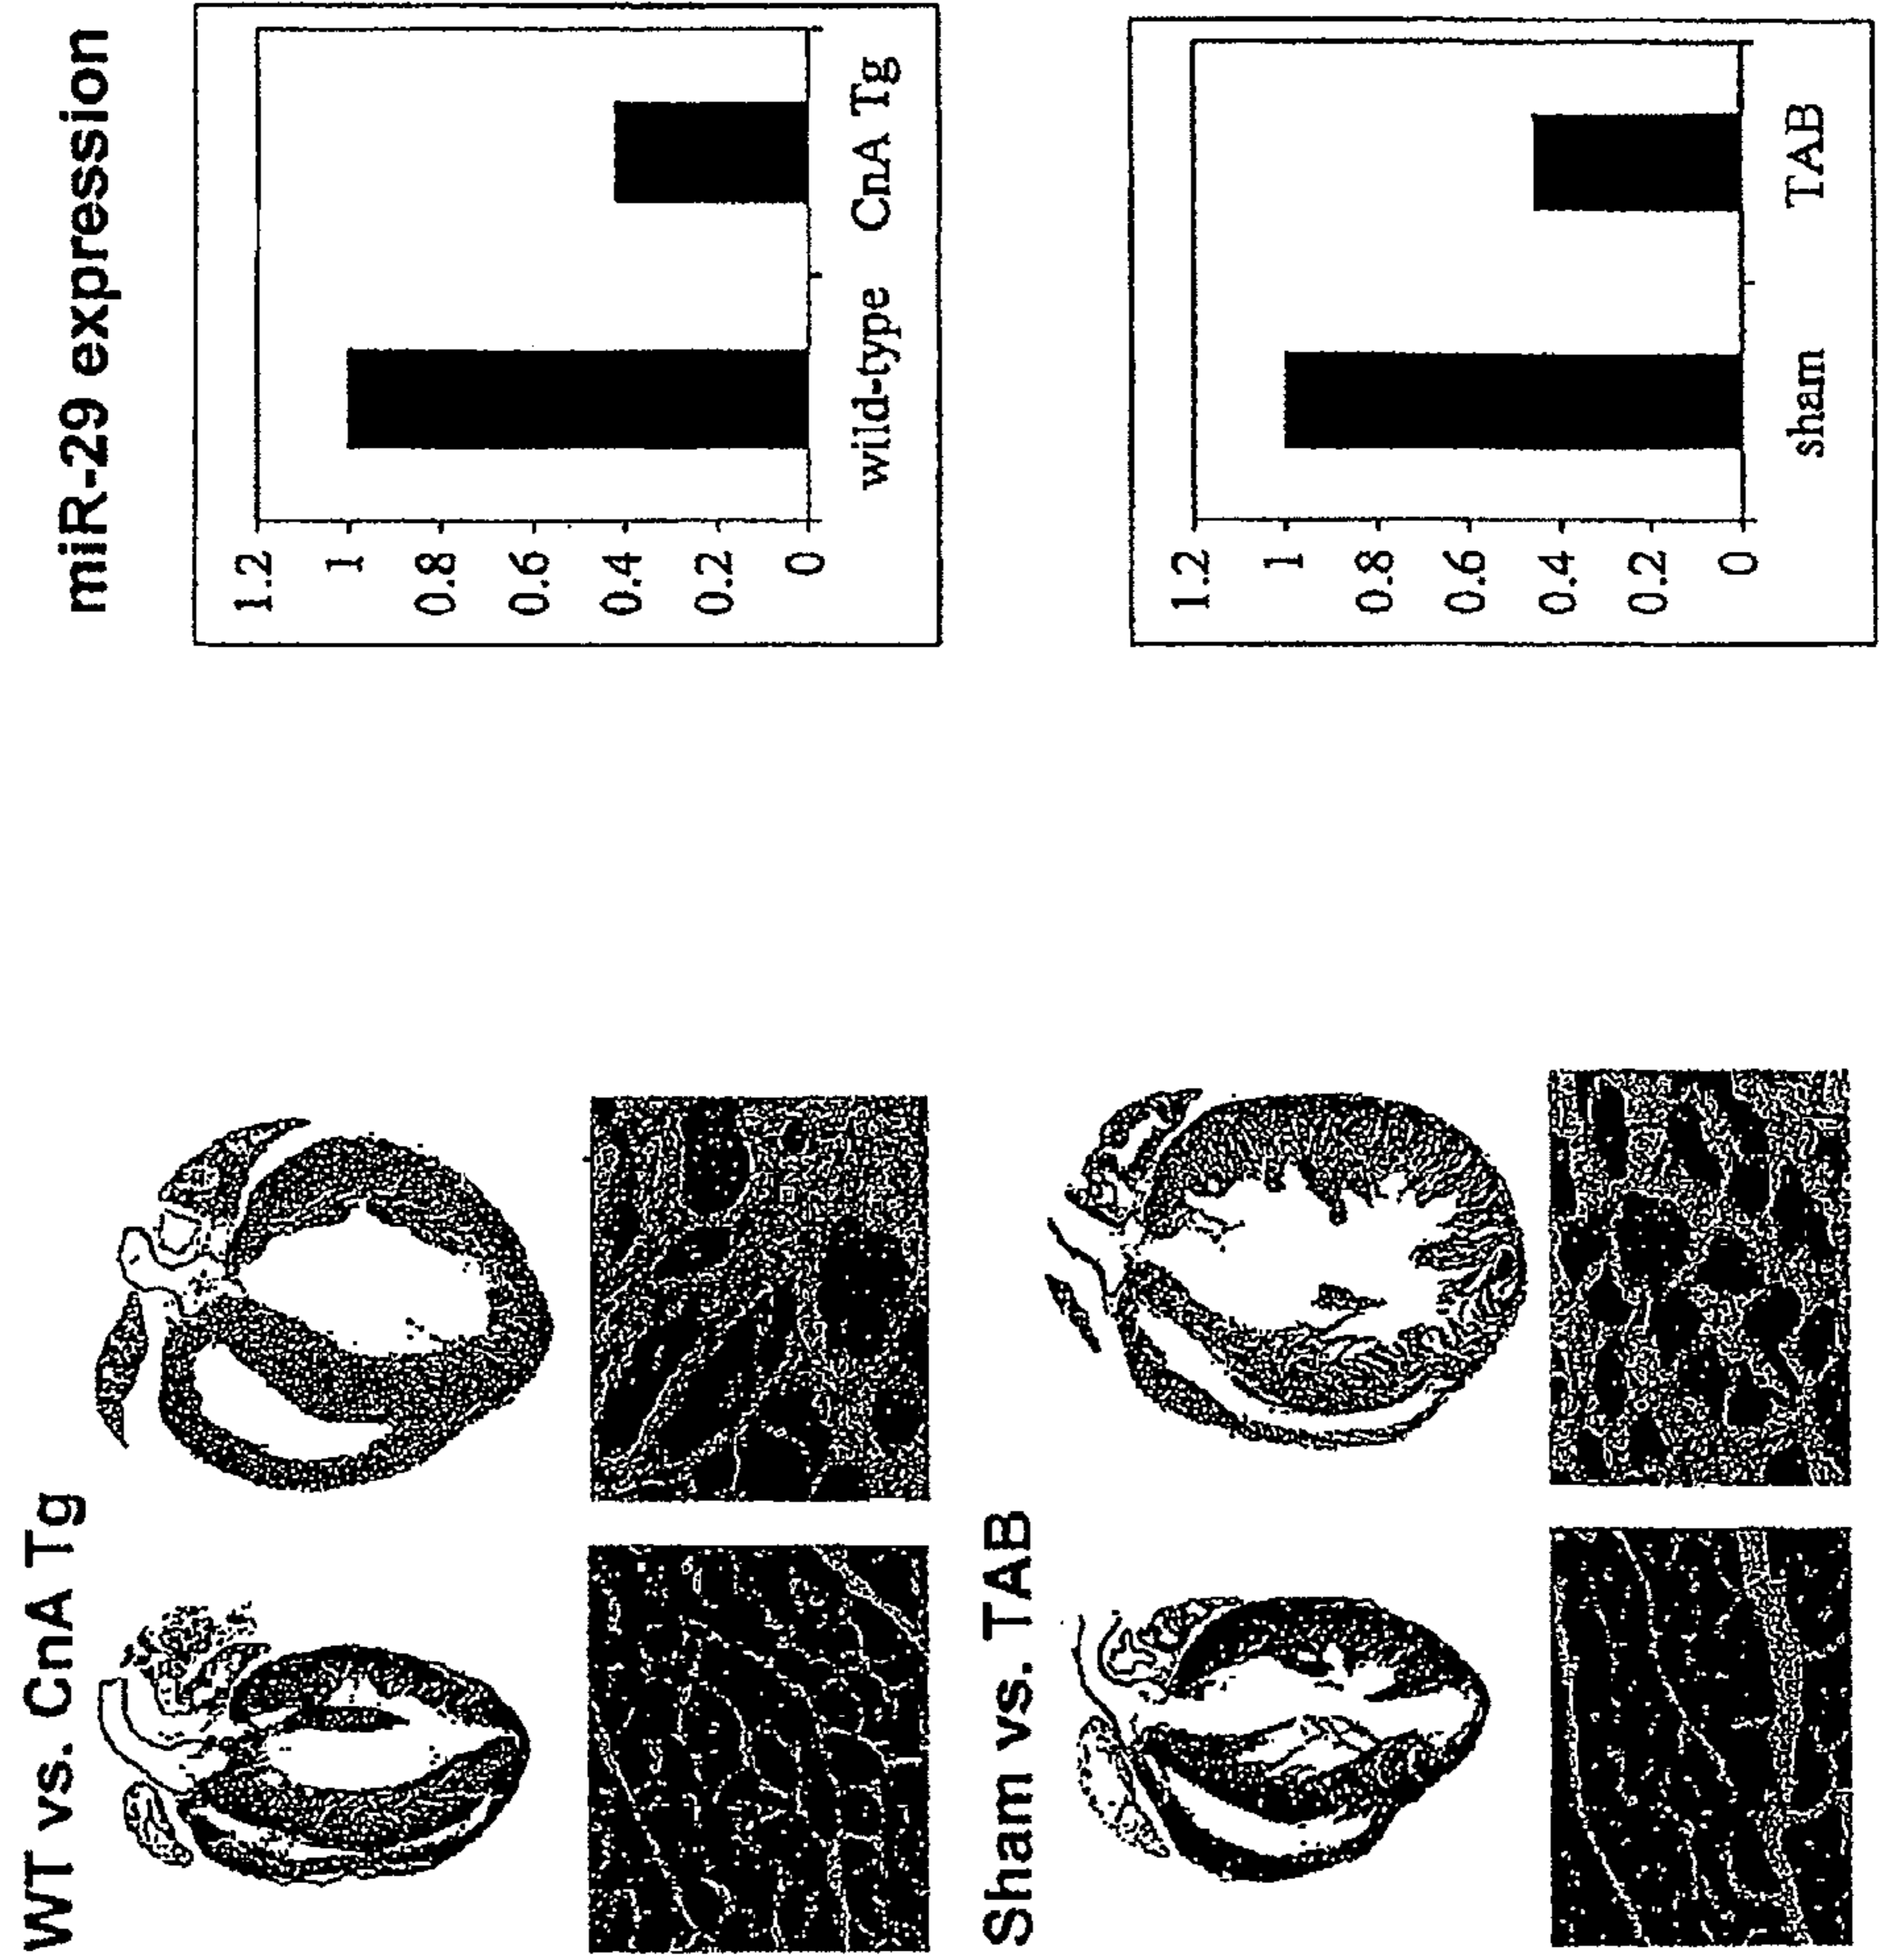 WT vs. CnA Tg
miR-29 expression
1.2
1
0.8
0.6
0.4
0.2
0
wild-type CnA Tg
Sham vs. TAB
1.2
1
0.8
0.6
0.4
0.2
0
sham TAB